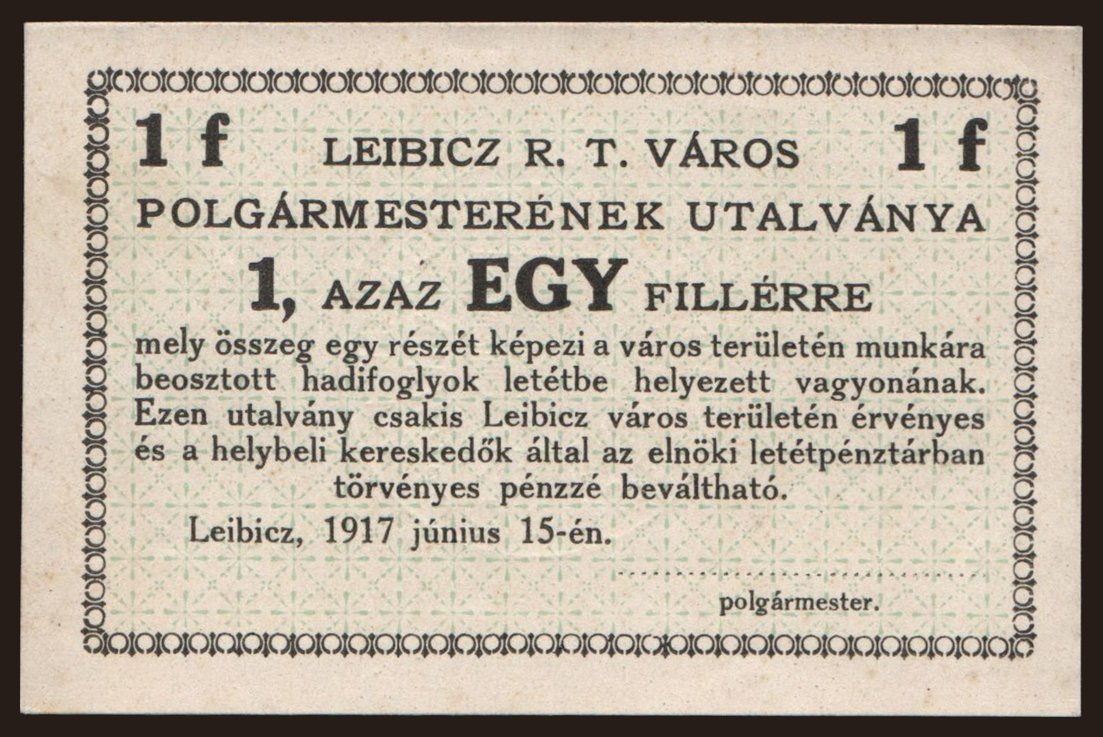 1 f LEIBICZ R. T. VÁROS 1 f
POLGÁRMESTERÉNEK UTALVÁNYA
1, AZAZ EGY FILLÉRRE
mely összeg egy részét képezi a város területén munkára
beosztott hadifoglyok letétbe helyezett vagyonának.
Ezen utalvány csakis Leibicz város területén érvényes
és a helybeli kereskedők által az elnöki letétpénztárban
törvényes pénzzé beváltható.
Leibicz, 1917 június 15-én.
polgármester.